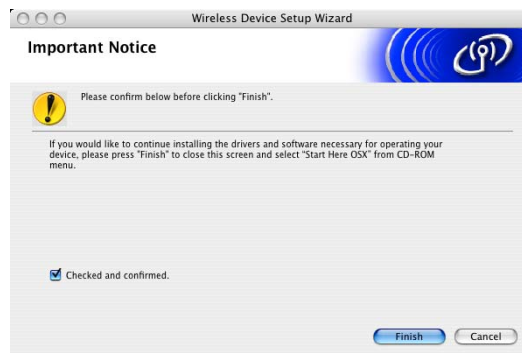 Wireless Device Setup Wizard
Important Notice
Please confirm below before clicking "Finish".
If you would like to continue installing the drivers and software necessary for operating your
device, please press "Finish" to close this screen and select "Start Here OSX" from CD-ROM
menu.
Checked and confirmed.
Finish
Cancel